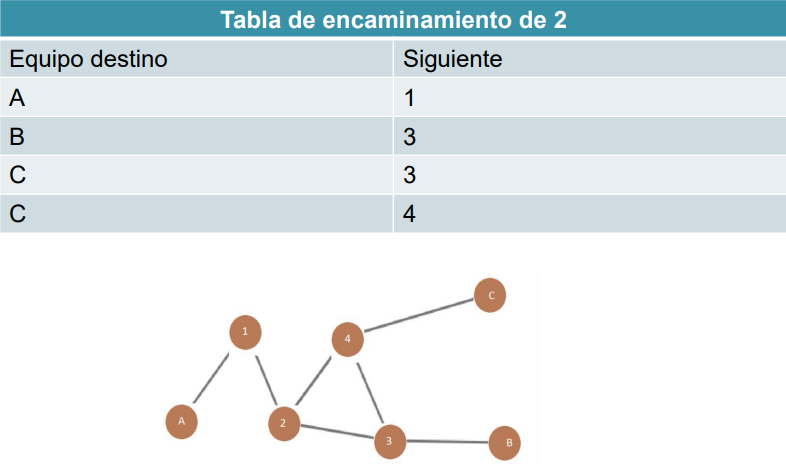 Tabla de encaminamiento de 2
Equipo destino Siguiente
A 1
B 3
C 3
C 4
C
1
4
A
2
3
B